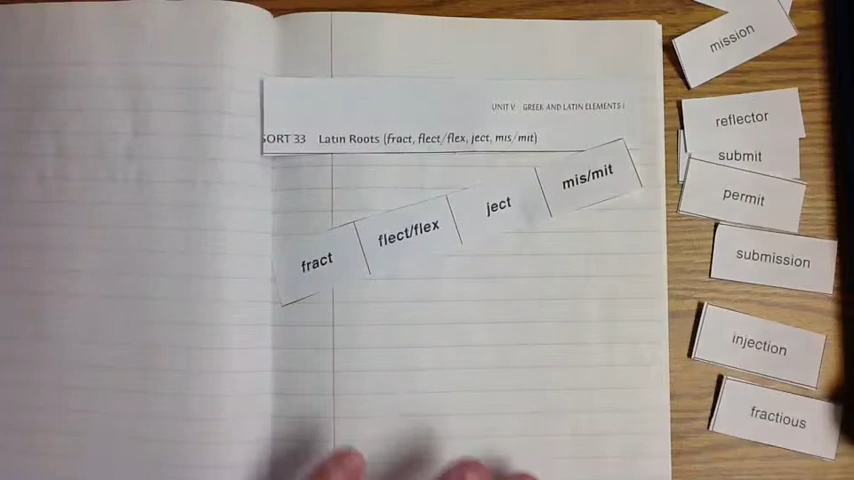 UNIT V GREEK AND LATIN ELEMENTS I
SORT 33 Latin Roots (fract, flect/flex, ject, mis/mit)
fract
flect/flex
ject
mis/mit
mission
reflector
submit
permit
submission
injection
fractious